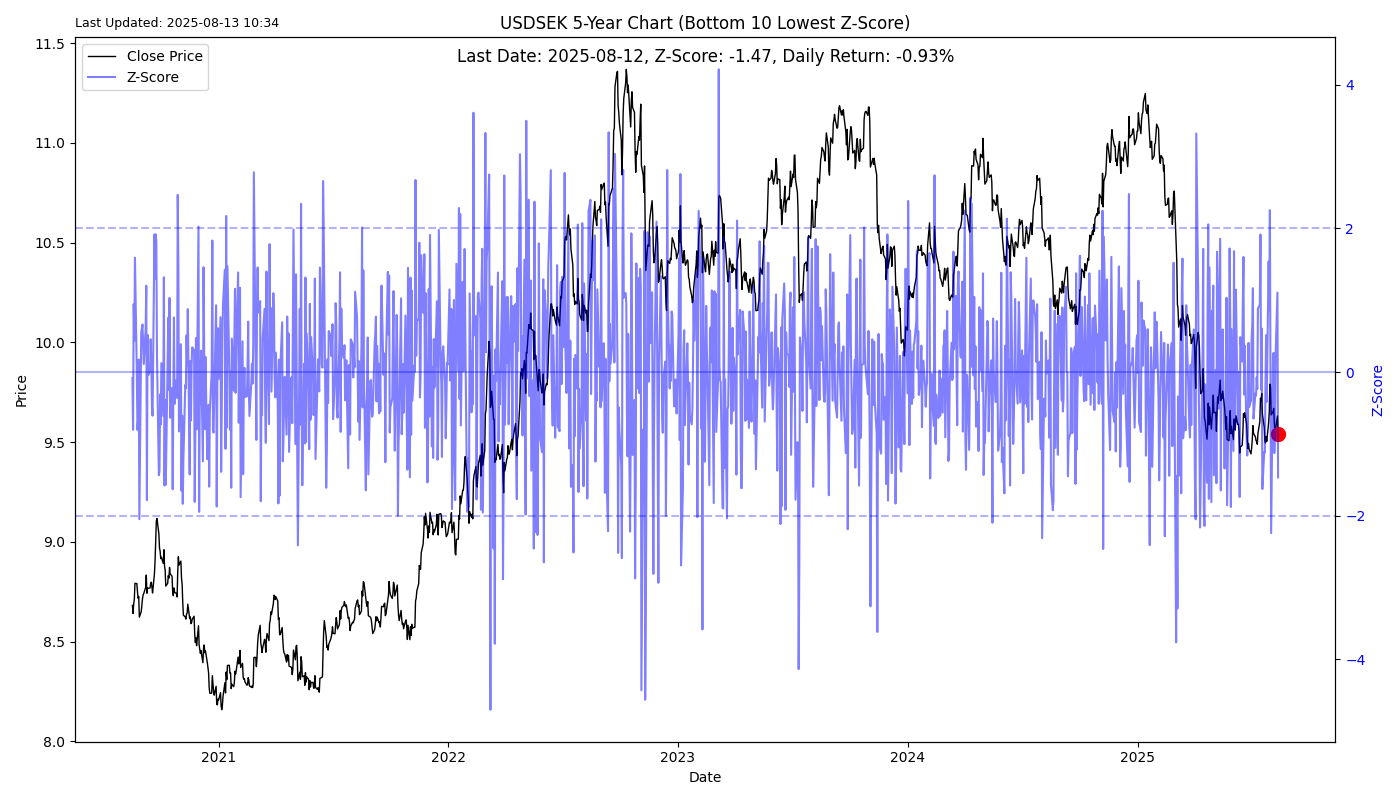 Last Updated: 2025-08-13 10:34
USDSEK 5-Year Chart (Bottom 10 Lowest Z-Score)
Last Date: 2025-08-12, Z-Score: -1.47, Daily Return: -0.93%
Close Price
Z-Score
11.5
11.0
10.5
10.0
9.5
9.0
8.5
8.0
Price
4
2
0
−2
−4
Z-Score
2021
2022
2023
2024
2025
Date